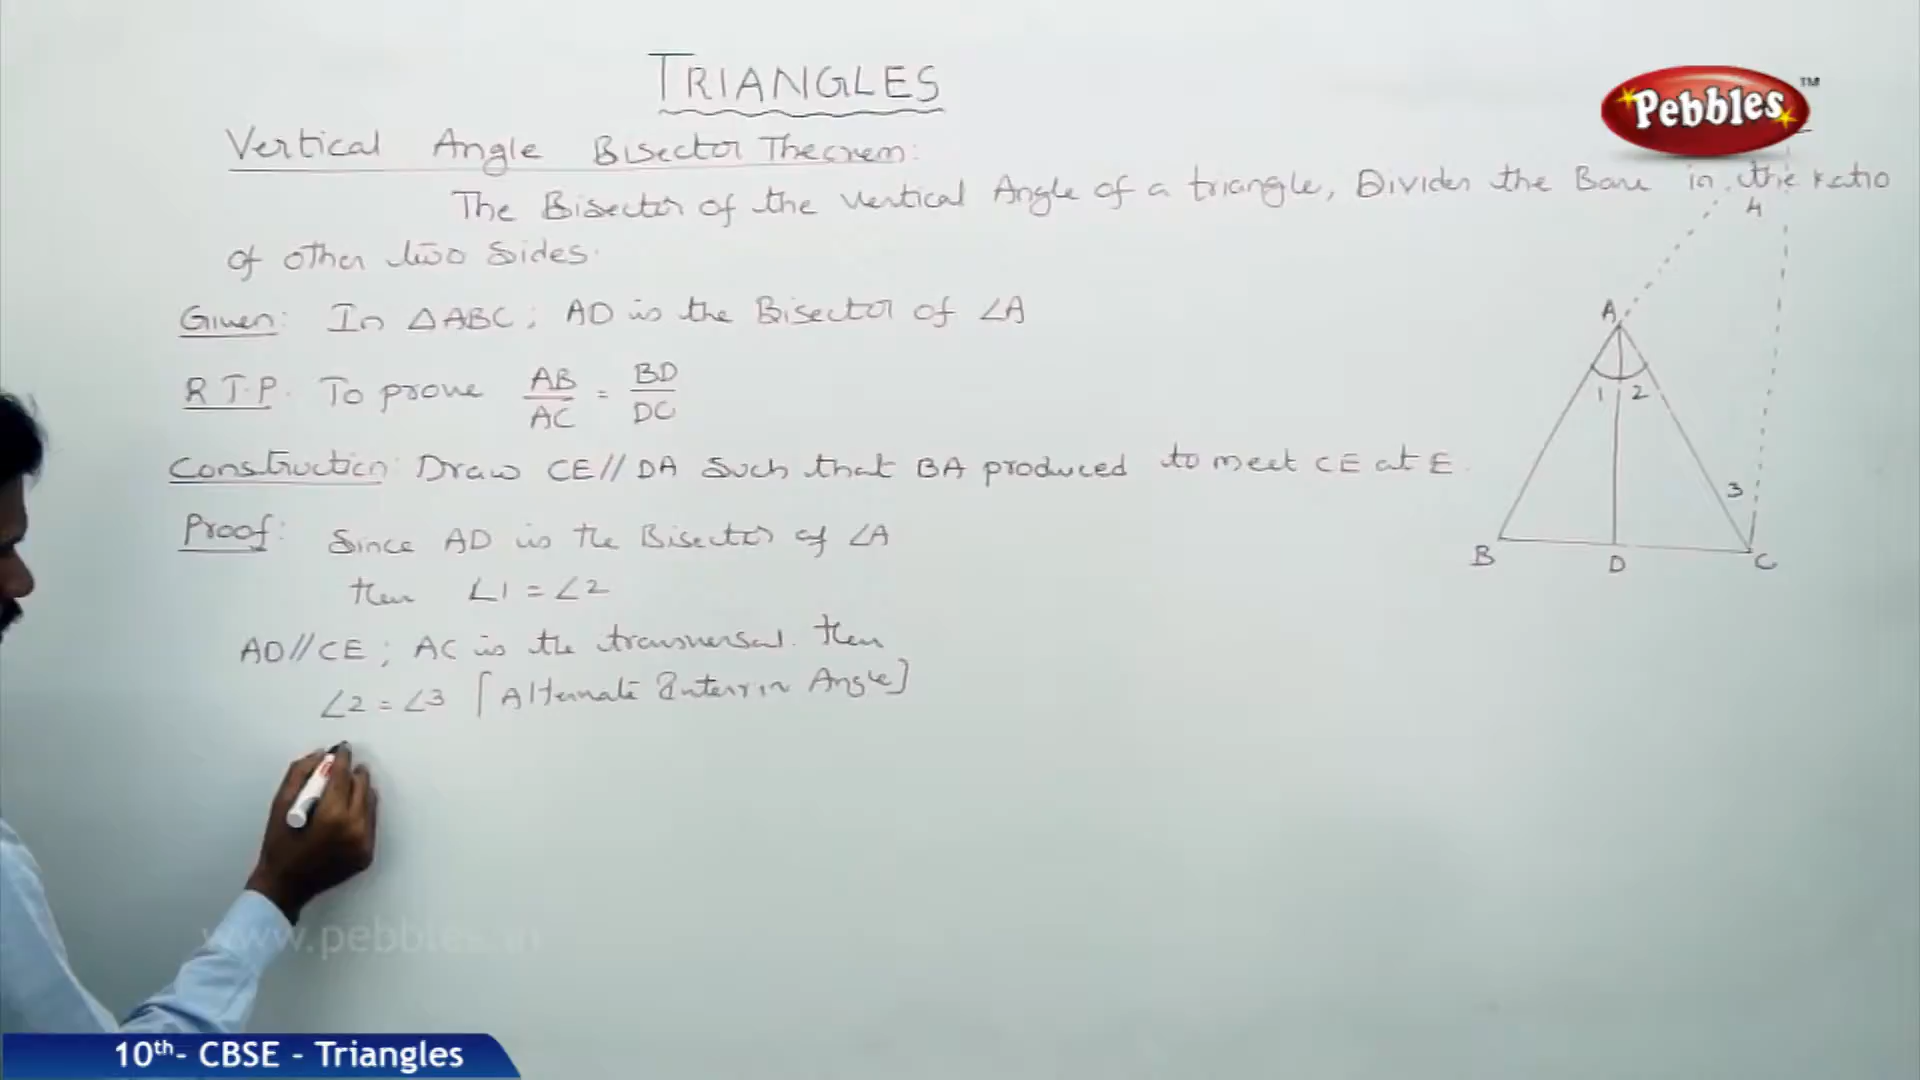 TRIANGLES
Pebbles™
Vertical Angle Bisector Theorem:
The Bisector of the Vertical Angle of a triangle, Divides the Base in the ratio
of other two sides.
Given: In △ABC; AD is the Bisector of ∠A
R.T.P. To prove AB/AC = BD/DC
Construction: Draw CE // DA such that BA produced to meet CE at E.
Proof: Since AD is the Bisector of ∠A
then ∠1 = ∠2
AD // CE; AC is the transversal. then
∠2 = ∠3 [Alternate Interior Angle]
4
A
1 2
3
B D C
www.pebbles.in
10th- CBSE - Triangles